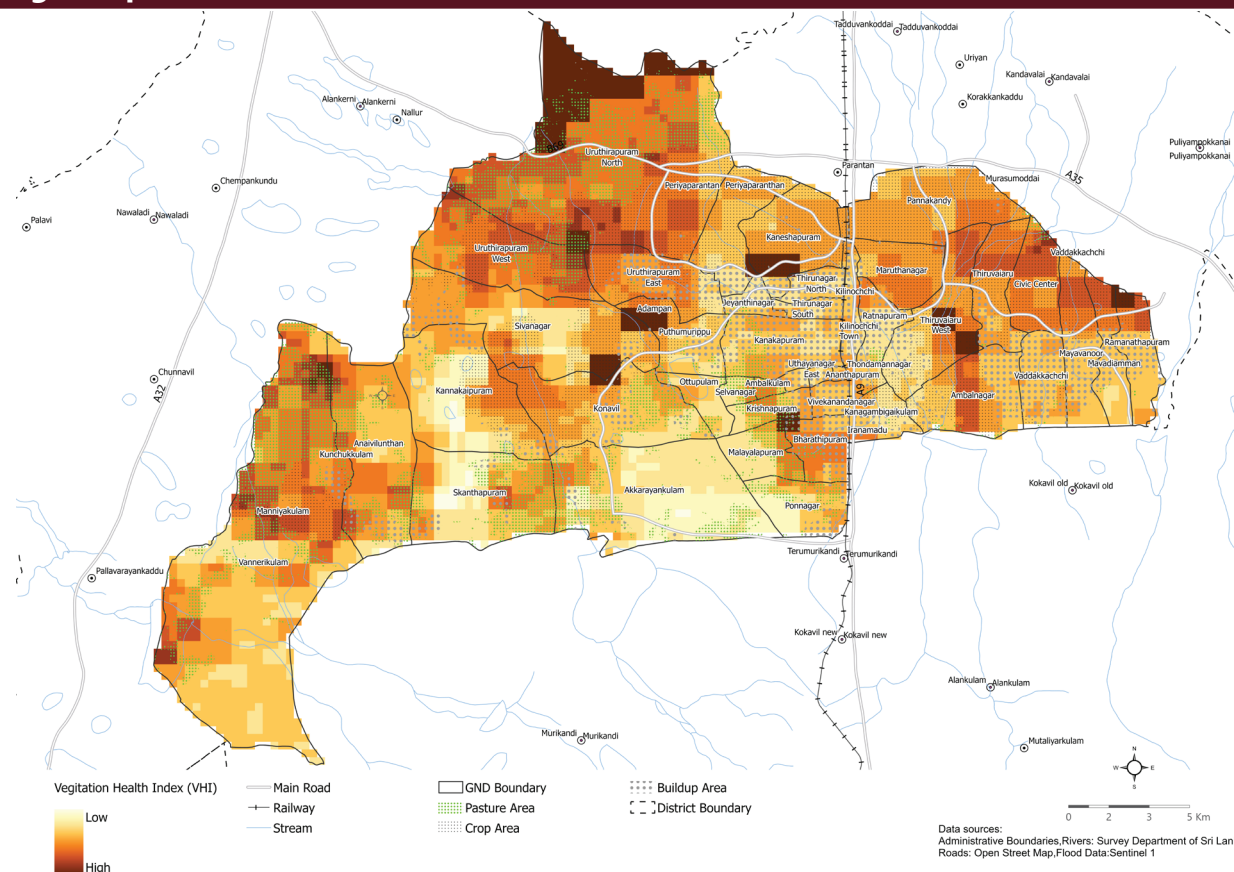 Tadduvankoddai
Tadduvankoddai
Uriyan
Kandavalai
Kandavalai
Alankerni
Alankerni
Korakkankaddu
Nallur
Puliyampokkanai
Puliyampokkanai
Uruthirapuram
North
Parantan
A35
Chempankundu
Periyaparantan
Periyaparanthan
Murasumoddai
Pannakandy
Nawaladi
Nawaladi
Palavi
Kaneshapuram
Uruthirapuram
West
Vaddakkachchi
Uruthirapuram
East
Maruthanagar
Thiruvaiaru
Civic Center
Thirunagar
North
Kilinochchi
Jeyanthinagar
Thirunagar
South
Adampan
Ratnapuram
Thiruvaiaru
West
Sivanagar
Puthumurippu
Kilinochchi
Town
Kanakapuram
Ramanathapuram
Mayavanoor
Mavadiamman
Uthayanagar
East
Thondamannagar
Ananthapuram
Vaddakkachchi
Chunnavil
A32
Kannakaipuram
Ottupulam
Selvanagar
Ambalkulam
A9
Ambalnagar
Konavil
Krishnapuram
Vivekanandanagar
Kanagambigaikulam
Iranamadu
Bharathipuram
Anaivilunthan
Kunchukkulam
Malayalapuram
Skanthapuram
Akkarayankulam
Kokavil old
Kokavil old
Manniyakulam
Ponnagar
Terumurikandi
Terumurikandi
Vannerikulam
Pallavarayankaddu
Kokavil new
Kokavil new
Alankulam
Alankulam
Murikandi
Murikandi
Mutaliyarkulam
N
W
E
S
Vegitation Health Index (VHI)
Low
High
Main Road
Railway
Stream
GND Boundary
Pasture Area
Crop Area
Buildup Area
District Boundary
0 2 3 5 Km
Data sources:
Administrative Boundaries,Rivers: Survey Department of Sri Lan
Roads: Open Street Map,Flood Data:Sentinel 1